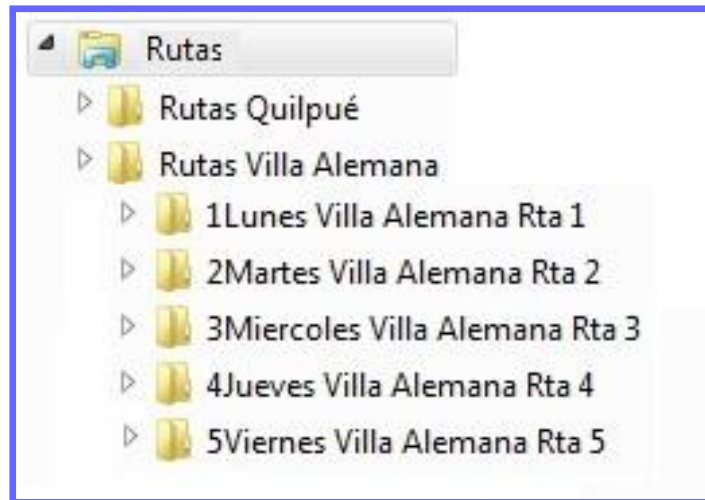 Rutas
Rutas Quilpué
Rutas Villa Alemana
1Lunes Villa Alemana Rta 1
2Martes Villa Alemana Rta 2
3Miercoles Villa Alemana Rta 3
4Jueves Villa Alemana Rta 4
5Viernes Villa Alemana Rta 5